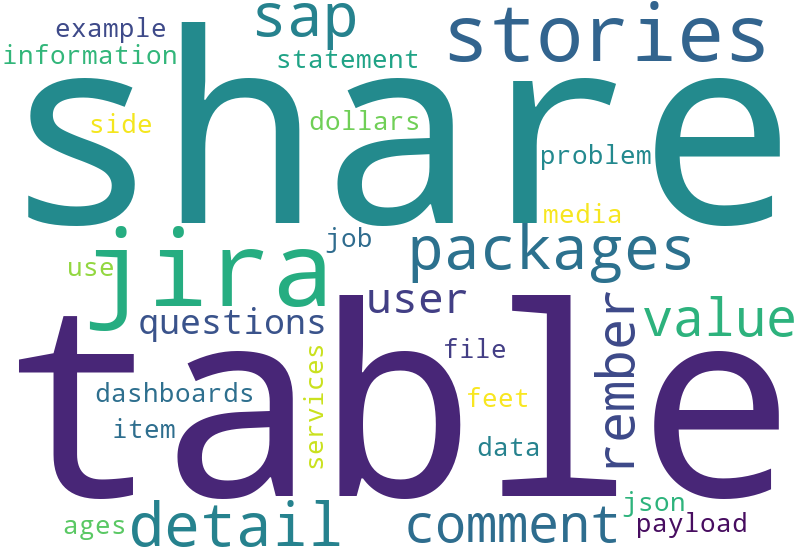 example
sap
stories
information
statement
share
side
dollars
problem
media
jira
job
packages
use
questions
user
value
rember
table
services
file
dashboards
feet
item
data
detail
comment
json
ages
payload